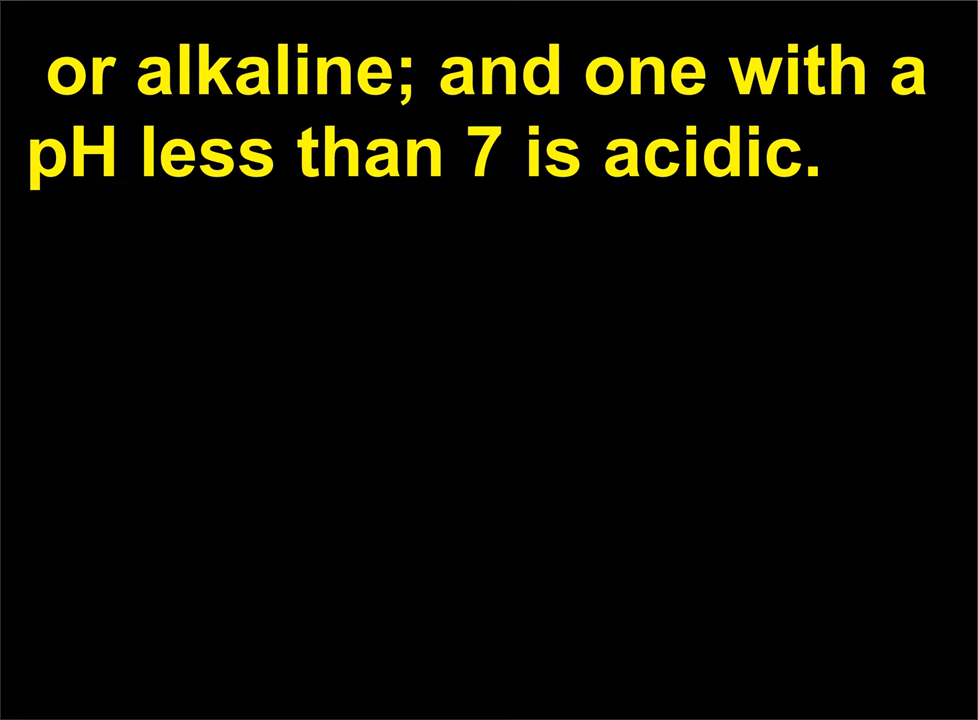 or alkaline; and one with a
pH less than 7 is acidic.